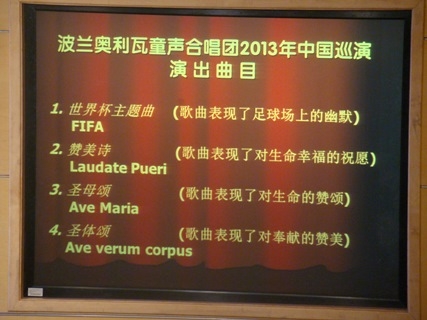 波兰奥利瓦童声合唱团2013年中国巡演
演出曲目
1. 世界杯主题曲 (歌曲表现了足球场上的幽默)
FIFA
2. 赞美诗 (歌曲表现了对生命幸福的祝愿)
Laudate Pueri
3. 圣母颂 (歌曲表现了对生命的赞颂)
Ave Maria
4. 圣体颂 (歌曲表现了对奉献的赞美)
Ave verum corpus